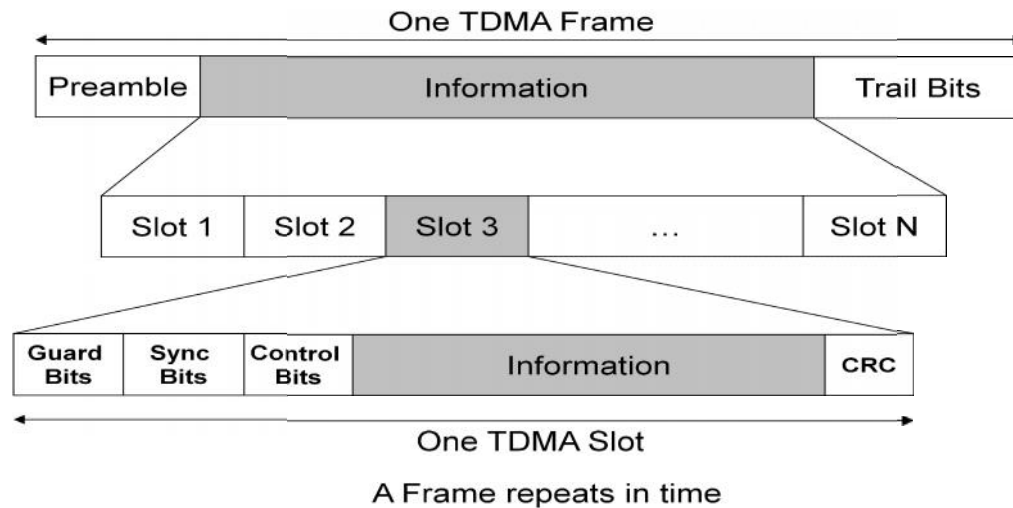 One TDMA Frame
Preamble Information Trail Bits
Slot 1 Slot 2 Slot 3 ... Slot N
Guard Sync Control Information CRC
Bits Bits Bits
One TDMA Slot
A Frame repeats in time